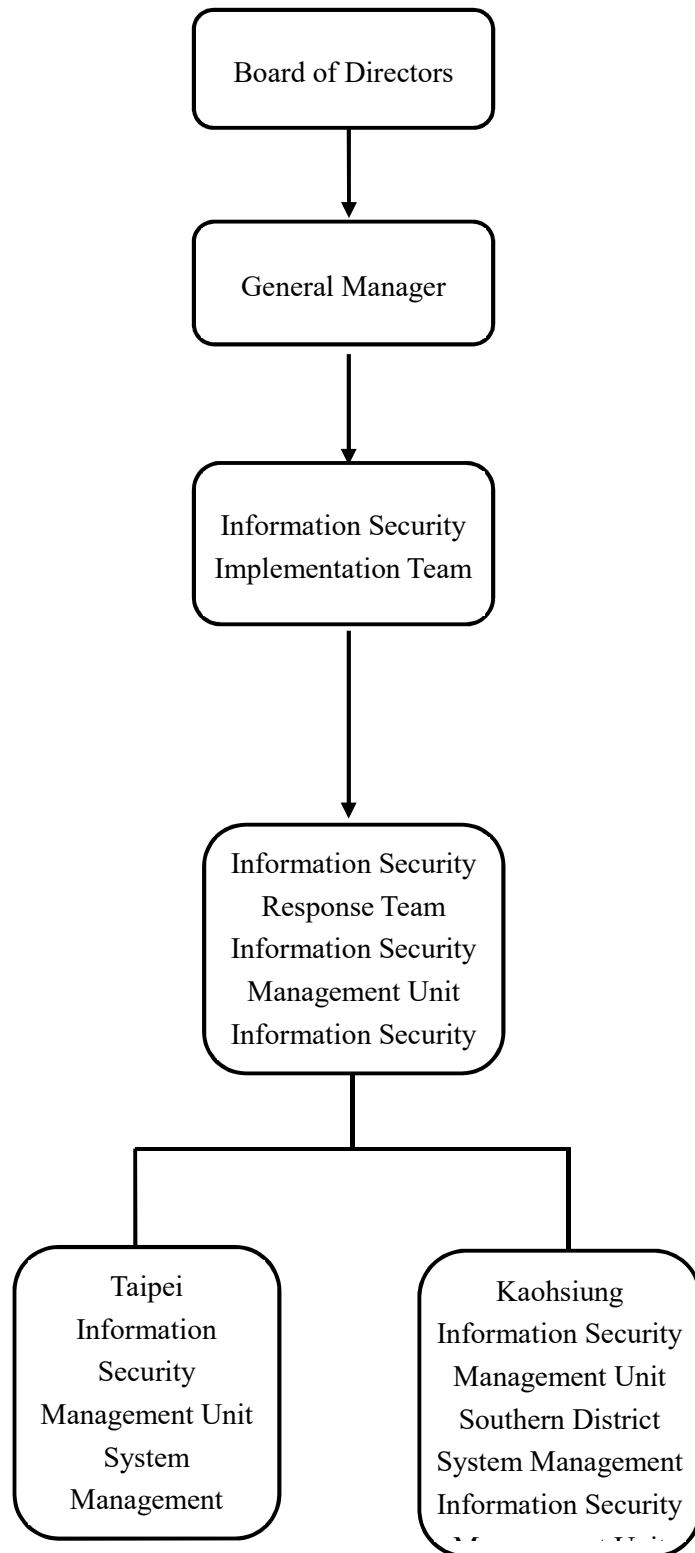 Board of Directors
General Manager
Information Security
Implementation Team
Information Security
Response Team
Information Security
Management Unit
Information Security
Taipei
Information
Security
Management Unit
System
Management
Kaohsiung
Information Security
Management Unit
Southern District
System Management
Information Security